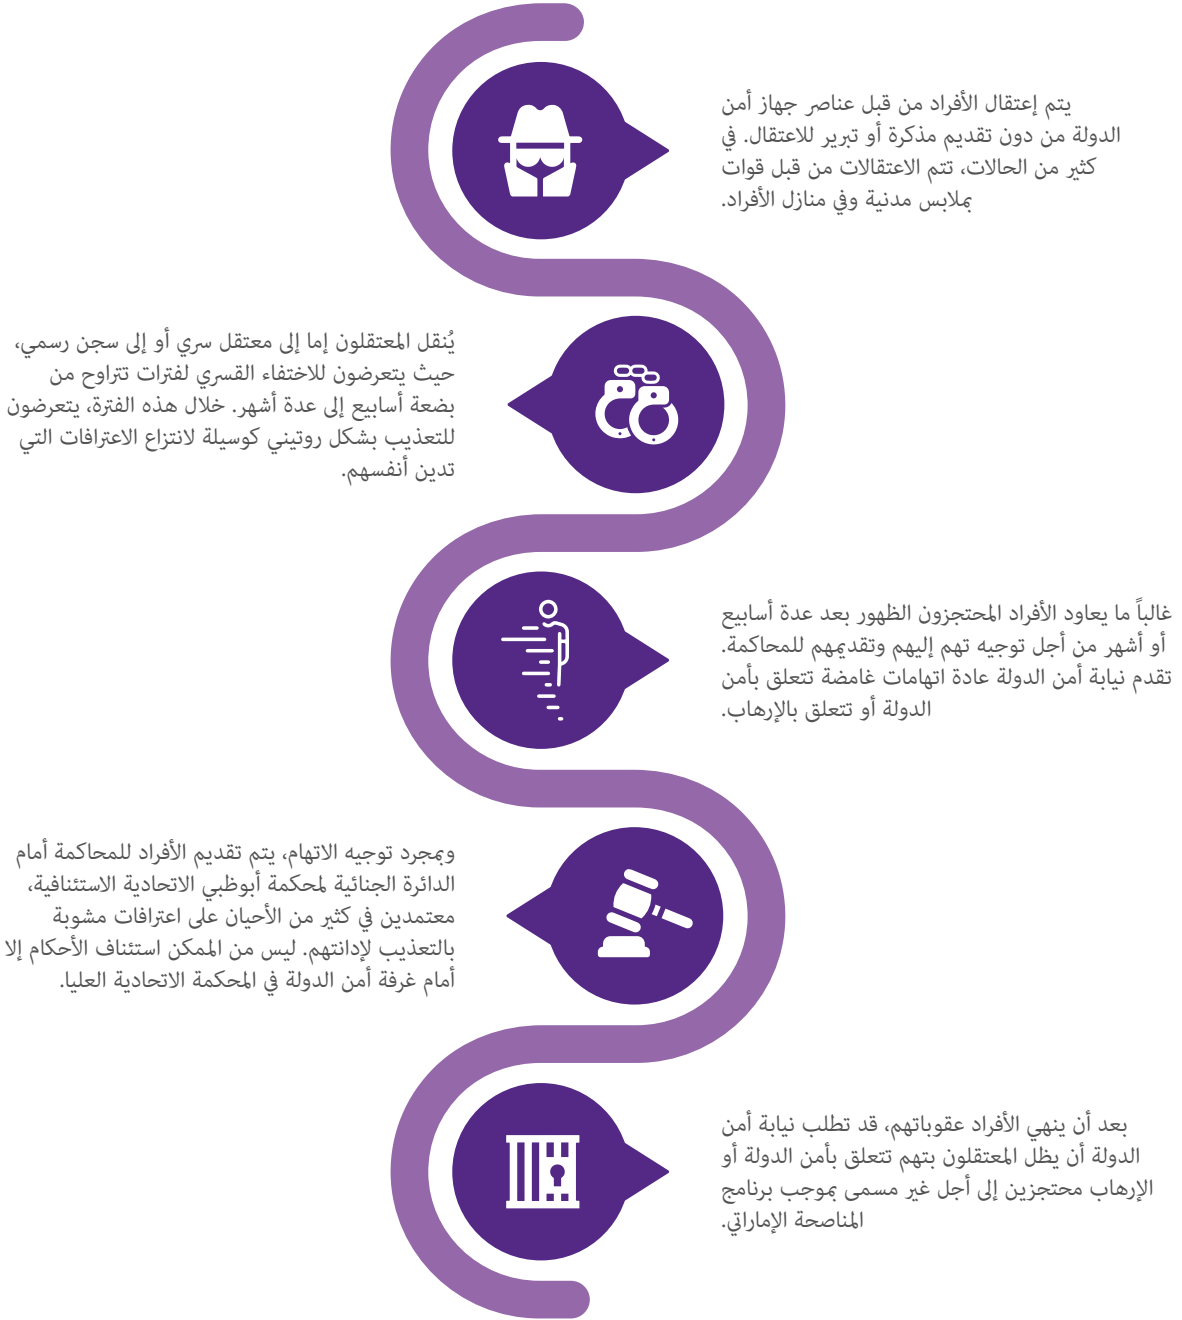 يتم إعتقال الأفراد من قبل عناصر جهاز أمن
الدولة من دون تقديم مذكرة أو تبرير للاعتقال. في
كثير من الحالات، تتم الاعتقالات من قبل قوات
بملابس مدنية وفي منازل الأفراد.
يُنقل المعتقلون إما إلى معتقل سري أو إلى سجن رسمي،
حيث يتعرضون للاختفاء القسري لفترات تتراوح من
بضعة أسابيع إلى عدة أشهر. خلال هذه الفترة، يتعرضون
للتعذيب بشكل روتيني كوسيلة لانتزاع الاعترافات التي
تدين أنفسهم.
غالباً ما يعاود الأفراد المحتجزون الظهور بعد عدة أسابيع
أو أشهر من أجل توجيه تهم إليهم وتقديمهم للمحاكمة.
تقدم نيابة أمن الدولة عادة اتهامات غامضة تتعلق بأمن
الدولة أو تتعلق بالإرهاب.
وبمجرد توجيه الاتهام، يتم تقديم الأفراد للمحاكمة أمام
الدائرة الجنائية لمحكمة أبوظبي الاتحادية الاستئنافية،
معتمدين في كثير من الأحيان على اعترافات مشوبة
بالتعذيب لإدانتهم. ليس من الممكن استئناف الأحكام إلا
أمام غرفة أمن الدولة في المحكمة الاتحادية العليا.
بعد أن ينهي الأفراد عقوباتهم، قد تطلب نيابة أمن
الدولة أن يظل المعتقلون بتهم تتعلق بأمن الدولة أو
الإرهاب محتجزين إلى أجل غير مسمى بموجب برنامج
المناصحة الإماراتي.